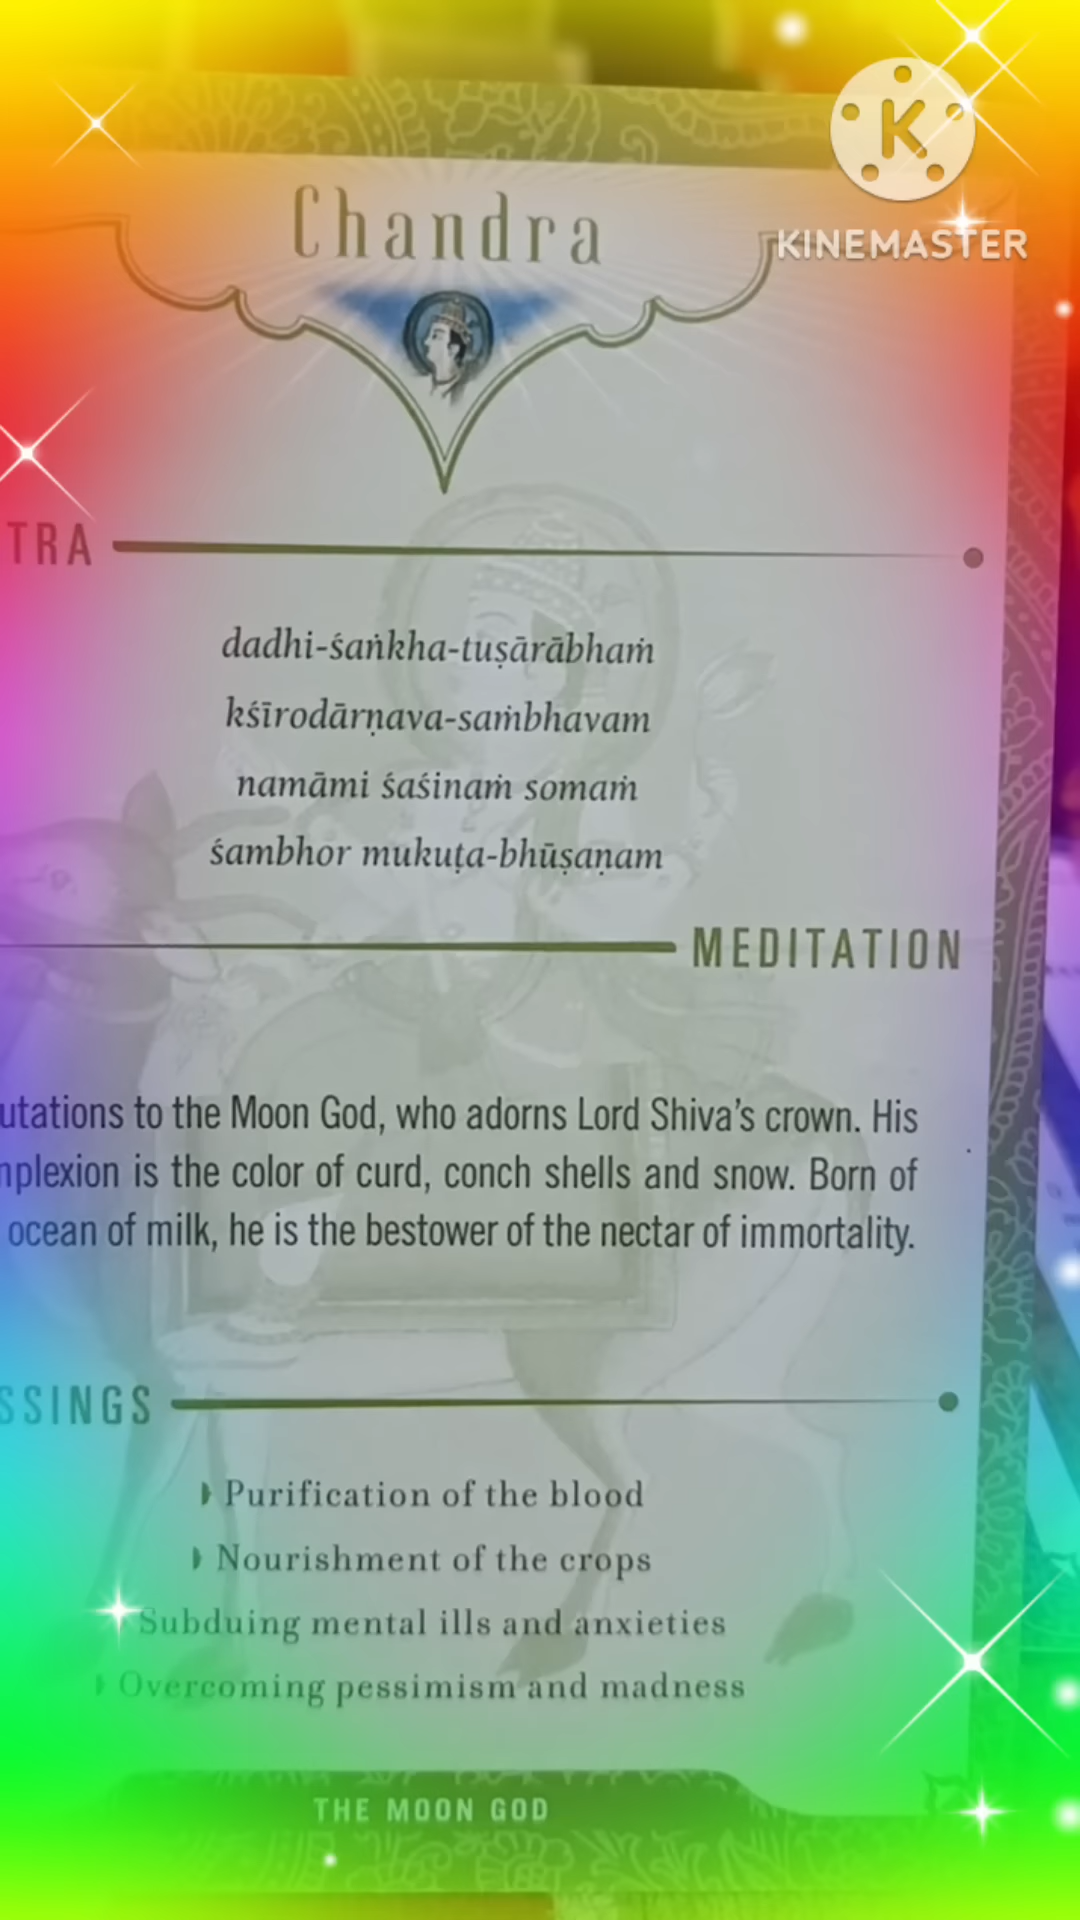 K
KINEMASTER
Chandra
TRA
dadhi-śaṅkha-tuṣārābhaṁ
kśīrodārṇava-saṁbhavam
namāmi śaśinaṁ somaṁ
śambhor mukuṭa-bhūṣaṇam
MEDITATION
utations to the Moon God, who adorns Lord Shiva's crown. His
mplexion is the color of curd, conch shells and snow. Born of
ocean of milk, he is the bestower of the nectar of immortality.
SSINGS
Purification of the blood
Nourishment of the crops
Subduing mental ills and anxieties
Overcoming pessimism and madness
THE MOON GOD